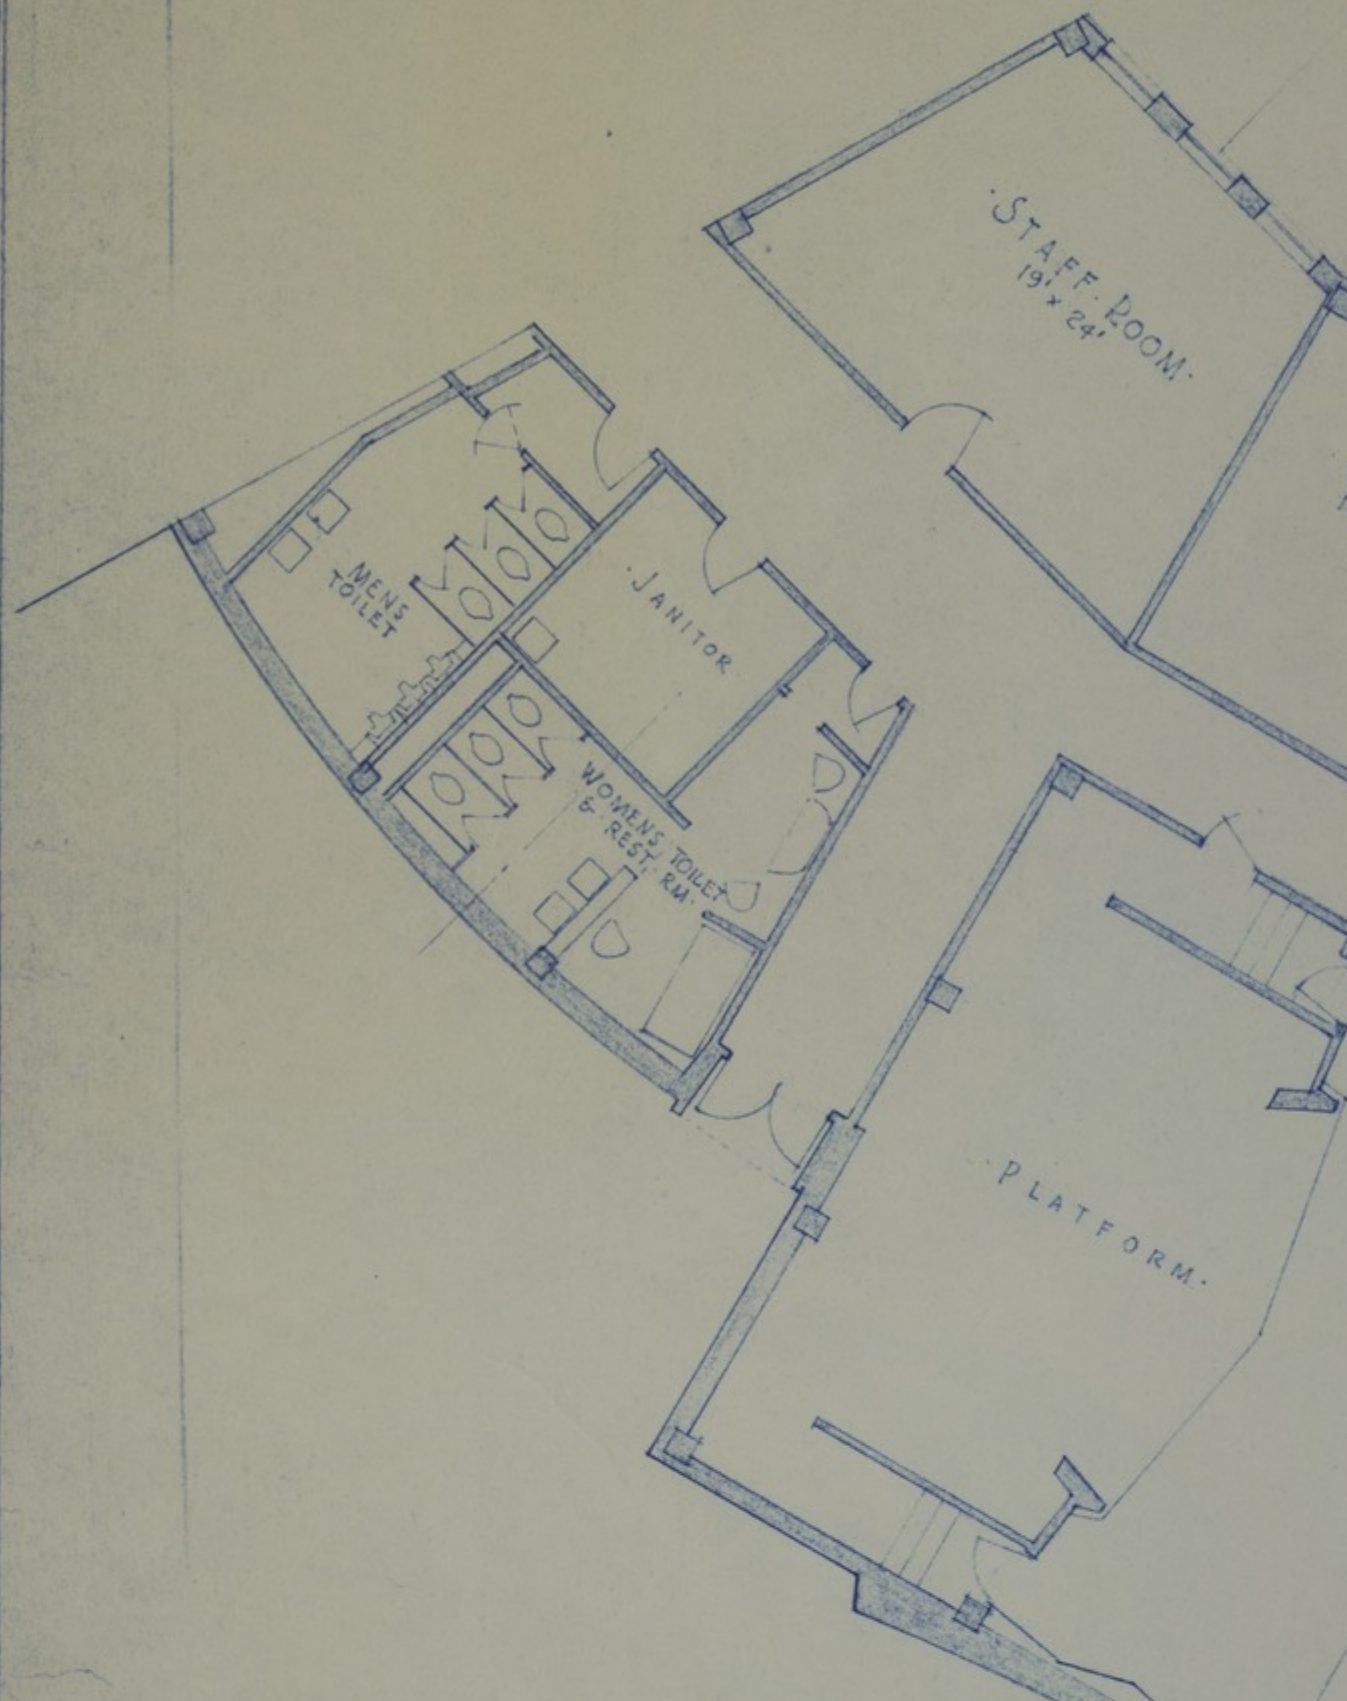 ·STAFF·ROOM·
19' x 24'
MENS
TOILET
·JANITOR
WOMENS TOILET
& REST RM·
·PLATFORM·